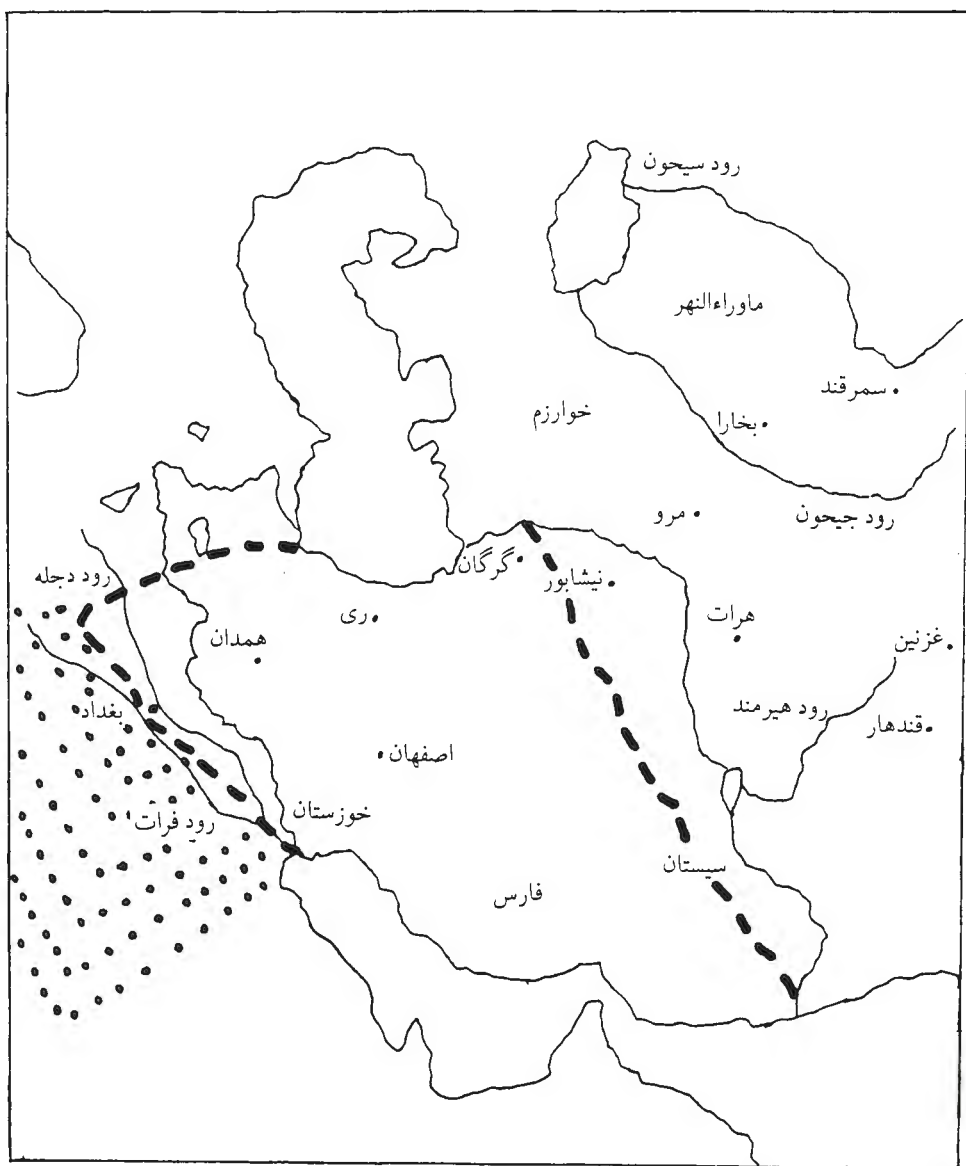 رود سیحون
ماوراءالنهر
سمرقند
خوارزم
بخارا
مرو
رود جیحون
گرگان
نیشابور
رود دجله
ری
هرات
همدان
غزنین
رود هیرمند
بغداد
قندهار
اصفهان
خوزستان
رود فرات
سیستان
فارس